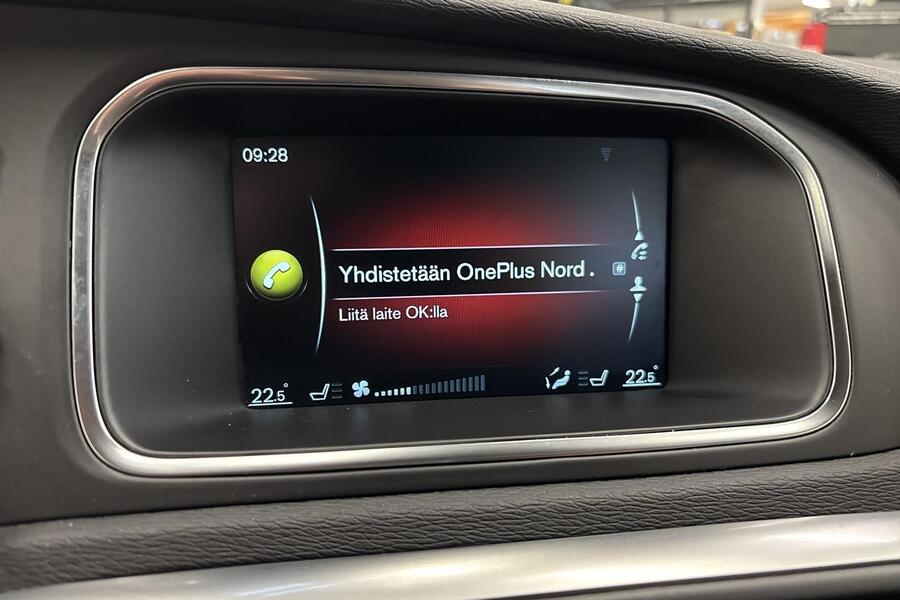 09:28
Yhdistetään OnePlus Nord .
#
Liitä laite OK:lla
22.5°
22.5°